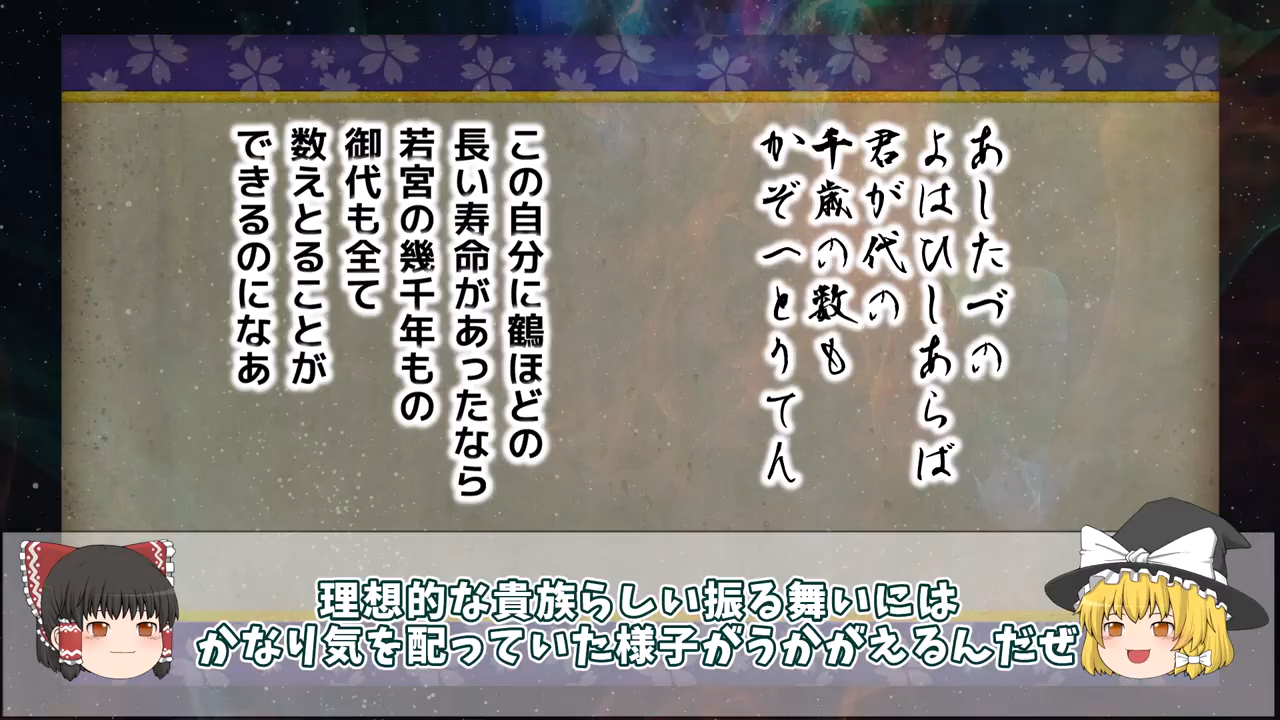 あしたづの
よはひしあらば
君が代の
千歳の数も
かぞへとりてん
この自分に鶴ほどの
長い寿命があったなら
若宮の幾千年もの
御代も全て
数えとることが
できるのになあ
理想的な貴族らしい振る舞いには
かなり気を配っていた様子がうかがえるんだぜ